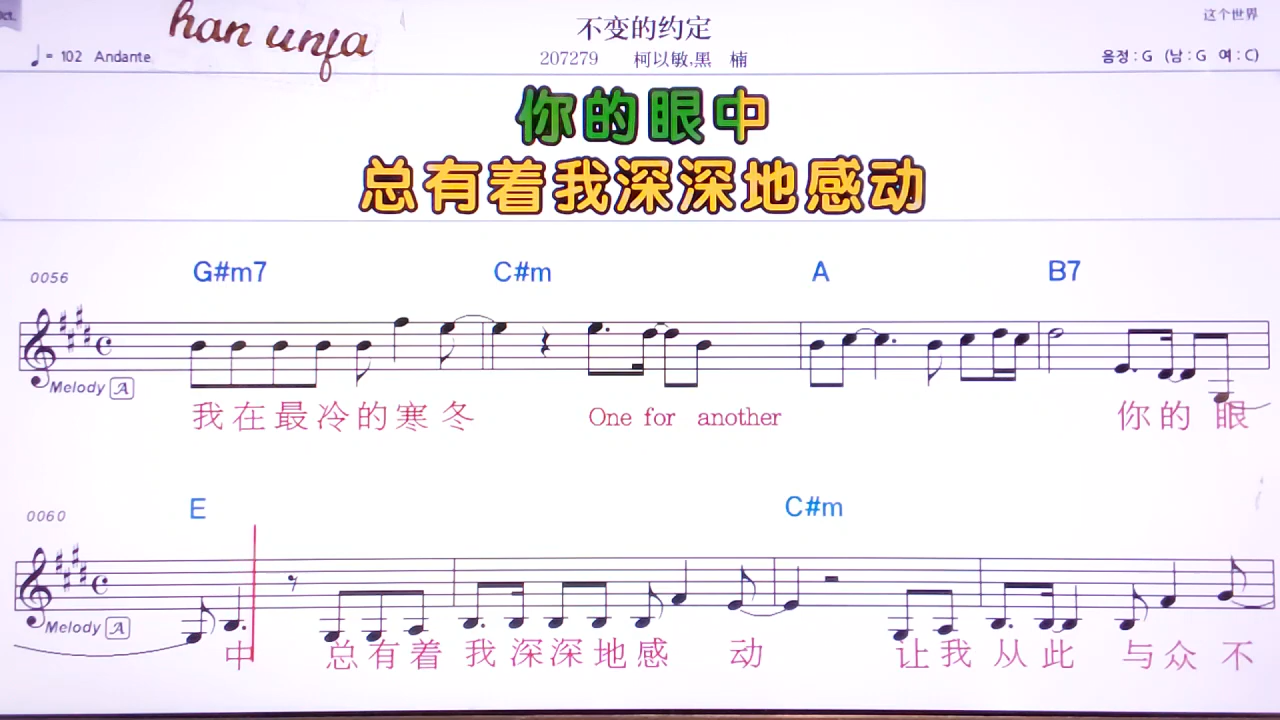 han unfa
不变的约定
这个世界
♩= 102 Andante
207279 柯以敏,黑 楠
음정 : G (남 : G 여 : C)
你的眼中
总有着我深深地感动
0056 G#m7 C#m A B7
Melody A
我在最冷的寒冬 One for another 你的眼
0060 E C#m
Melody A
中 总有着 我深深地感 动 让我 从此 与众不